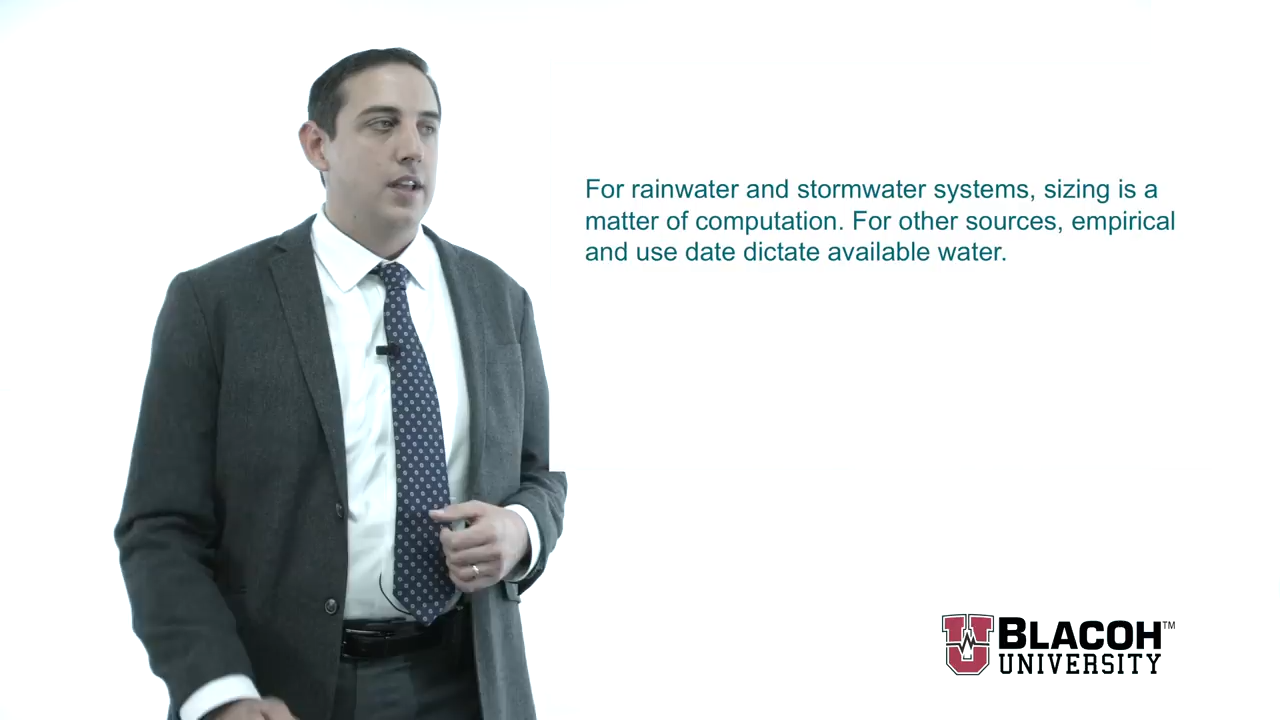 For rainwater and stormwater systems, sizing is a
matter of computation. For other sources, empirical
and use date dictate available water.
U BLACOH™
UNIVERSITY